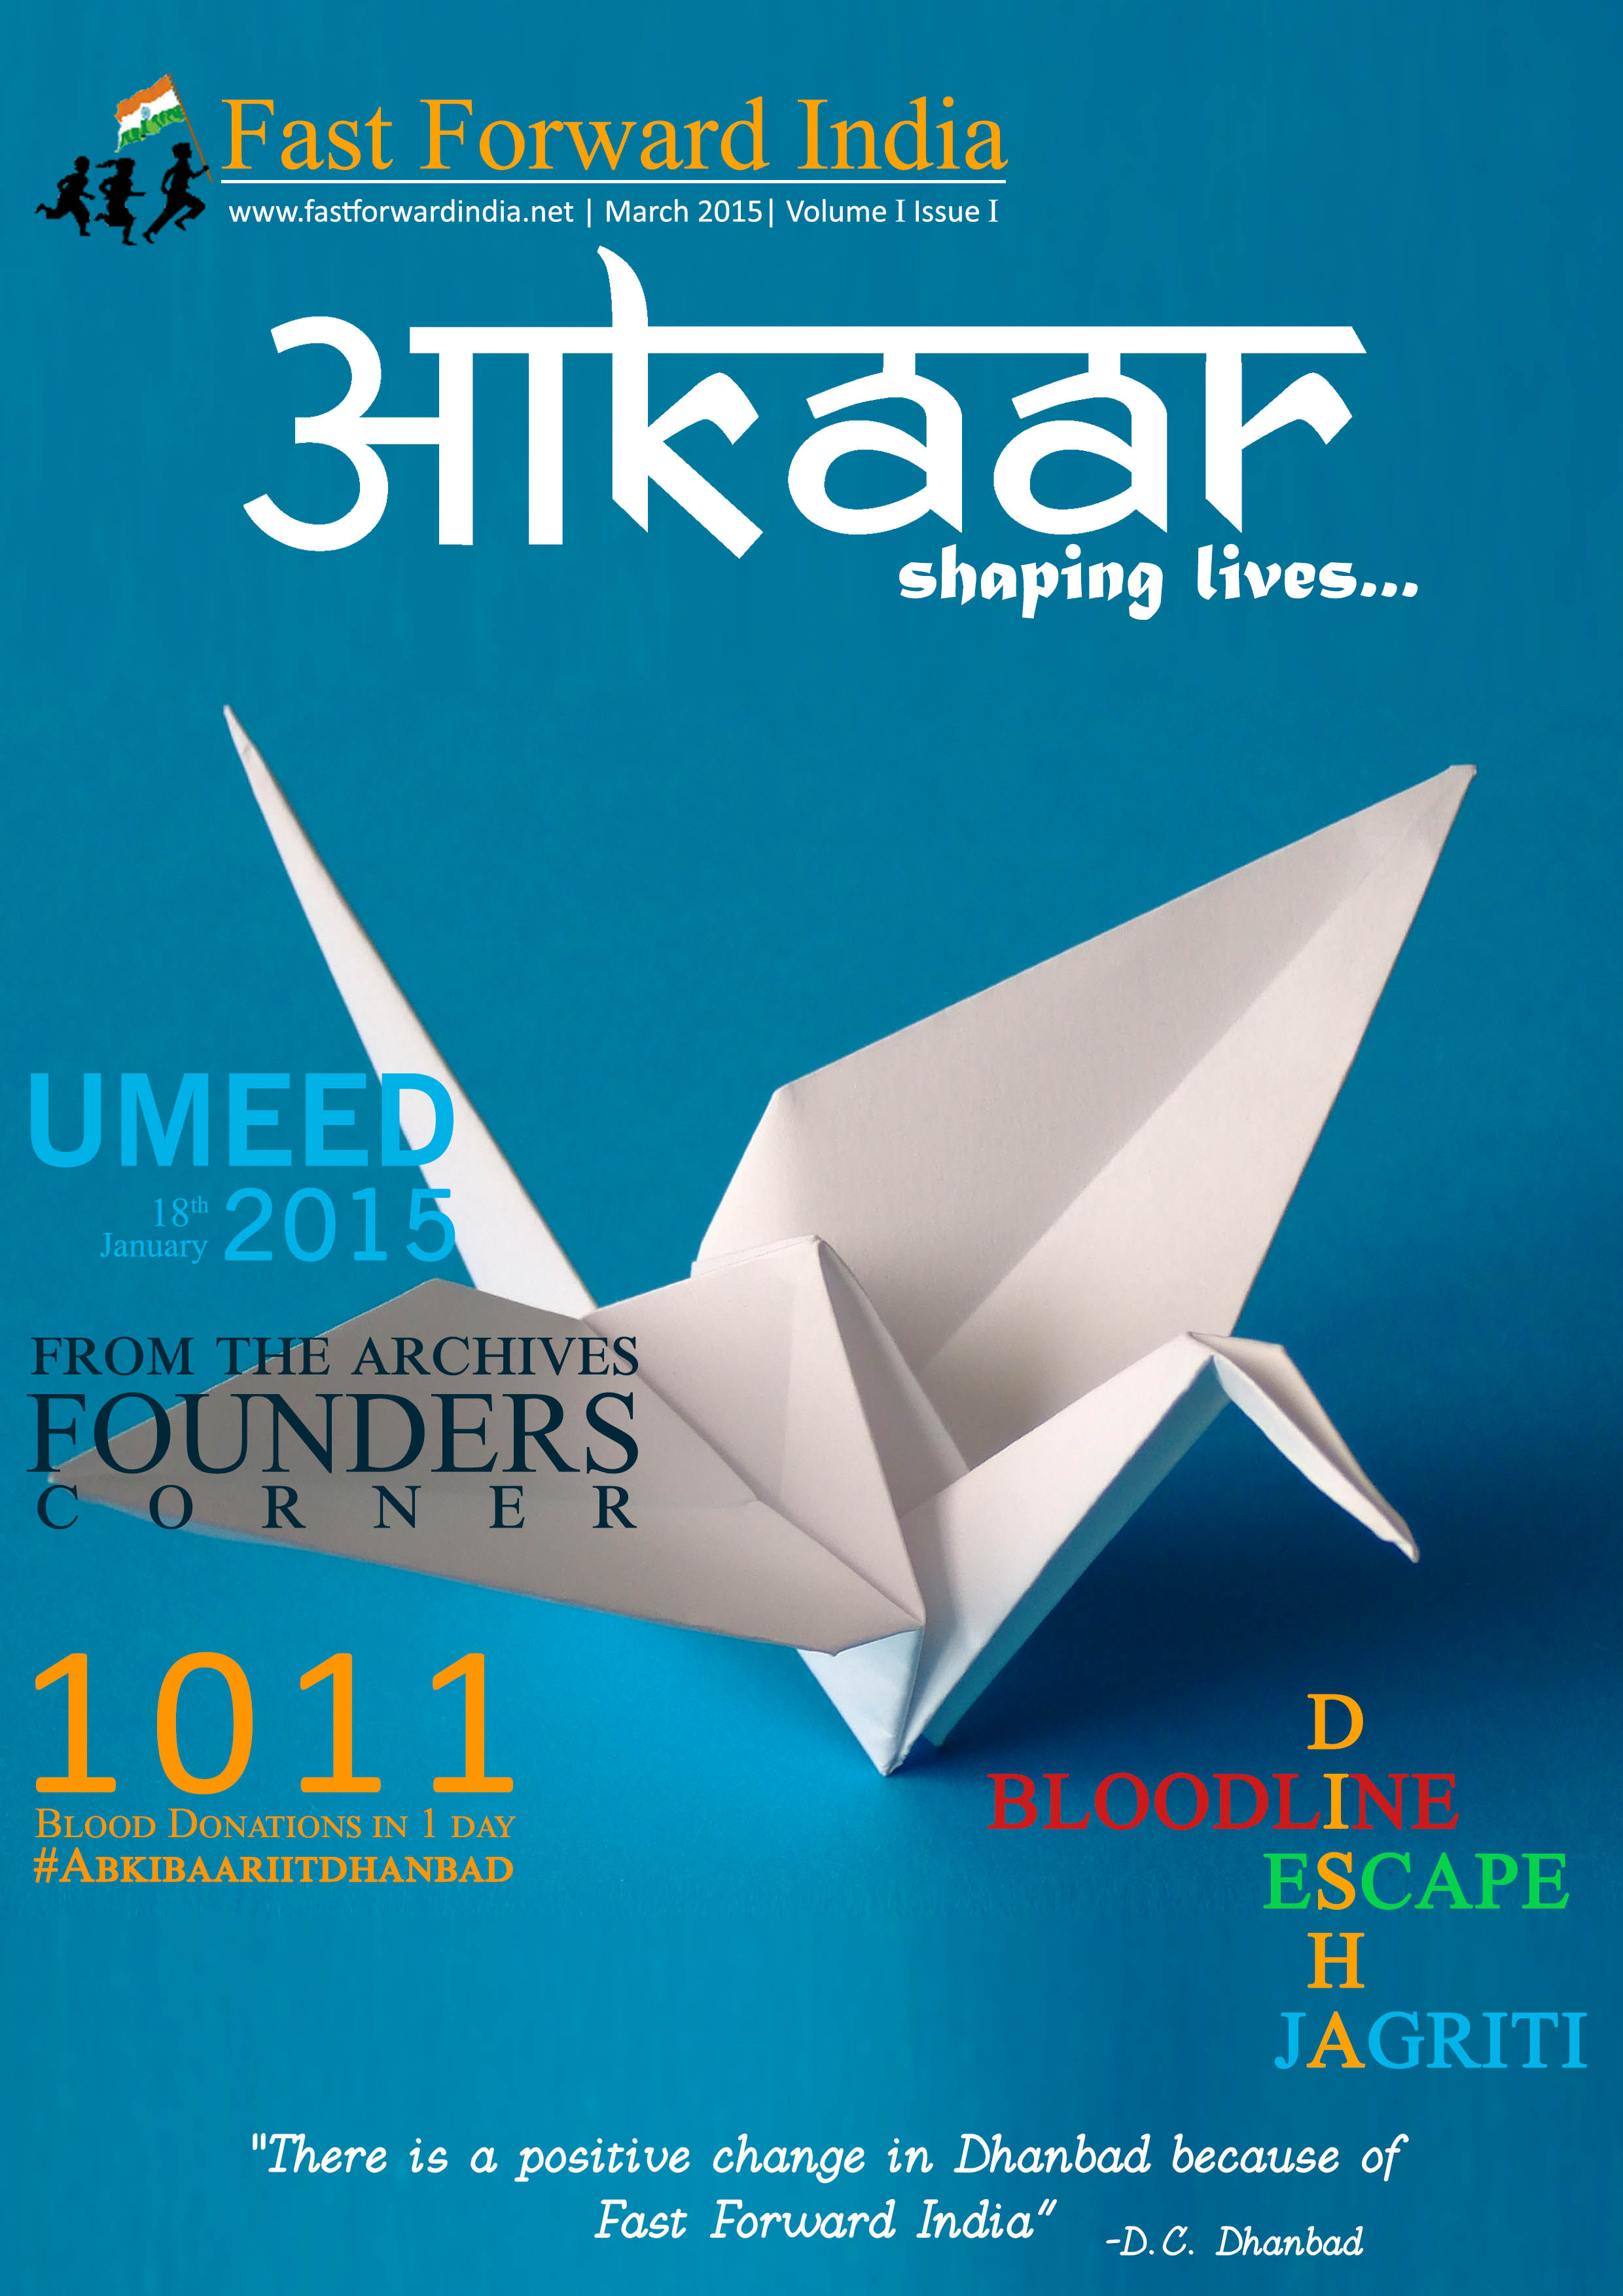 Fast Forward India
www.fastforwardindia.net | March 2015| Volume I Issue I
आkaar
shaping lives...
UMEED
18th January 2015
FROM THE ARCHIVES
FOUNDERS
CORNER
1011
BLOOD DONATIONS IN 1 DAY
#ABKIBAARIITDHANBAD
D
BLOODLINE
ESCAPE
H
JAGRITI
"There is a positive change in Dhanbad because of
Fast Forward India"
-D.C. Dhanbad